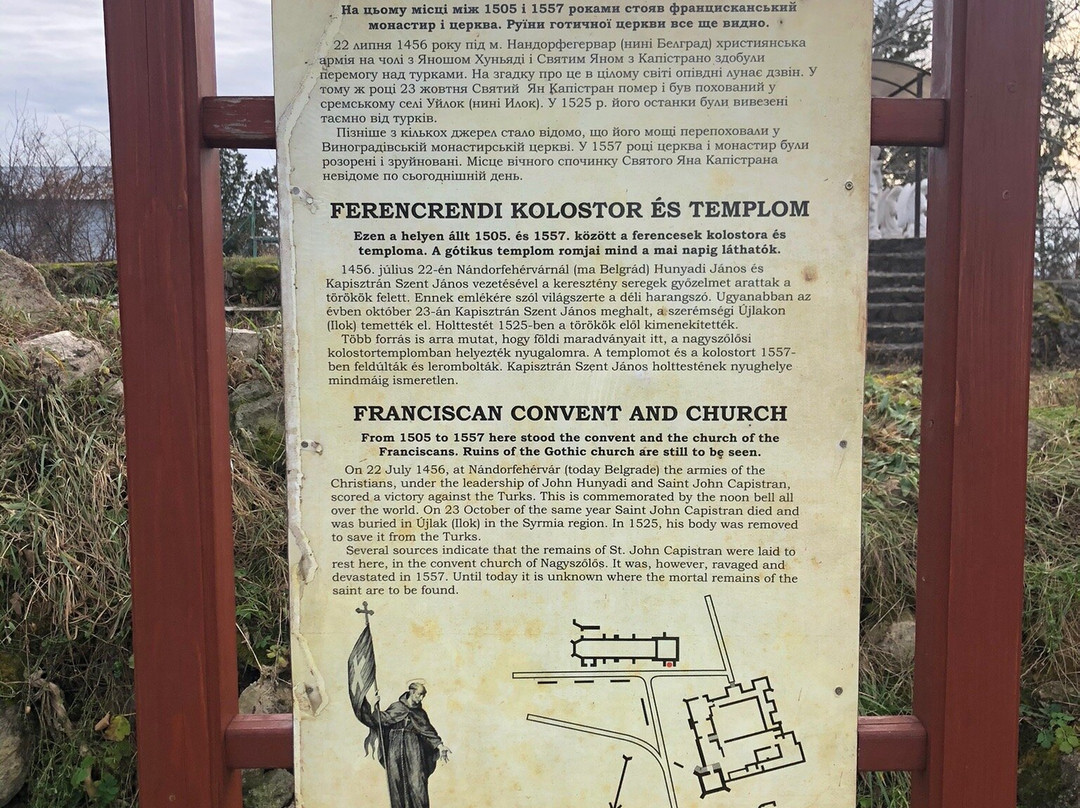 На цьому місці між 1505 і 1557 роками стояв францисканський
монастир і церква. Руїни готичної церкви все ще видно.
22 липня 1456 року під м. Нандорфегервар (нині Белград) християнська
армія на чолі з Яношом Хуньяді і Святим Яном з Капістрано здобули
перемогу над турками. На згадку про це в цілому світі опівдні лунає дзвін. У
тому ж році 23 жовтня Святий Ян Капістран помер і був похований у
сремському селі Уйлок (нині Илок). У 1525 р. його останки були вивезені
таємно від турків.
Пізніше з кількох джерел стало відомо, що його мощі перепоховали у
Виноградівській монастирській церкві. У 1557 році церква і монастир були
розорені і зруйновані. Місце вічного спочинку Святого Яна Капістрана
невідоме по сьогоднішній день.
FERENCRENDI KOLOSTOR ÉS TEMPLOM
Ezen a helyen állt 1505. és 1557. között a ferencesek kolostora és
temploma. A gótikus templom romjai mind a mai napig láthatók.
1456. július 22-én Nándorfehérvárnál (ma Belgrád) Hunyadi János és
Kapisztrán Szent János vezetésével a keresztény seregek győzelmet arattak a
törökök felett. Ennek emlékére szól világszerte a déli harangszó. Ugyanabban az
évben október 23-án Kapisztrán Szent János meghalt, a szerémségi Újlakon
(Ilok) temették el. Holttestét 1525-ben a törökök elől kimenekítették.
Több forrás is arra mutat, hogy földi maradványait itt, a nagyszőlősi
kolostortemplomban helyezték nyugalomra. A templomot és a kolostort 1557-
ben feldúlták és lerombolták. Kapisztrán Szent János holttestének nyughelye
mindmáig ismeretlen.
FRANCISCAN CONVENT AND CHURCH
From 1505 to 1557 here stood the convent and the church of the
Franciscans. Ruins of the Gothic church are still to be seen.
On 22 July 1456, at Nándorfehérvár (today Belgrade) the armies of the
Christians, under the leadership of John Hunyadi and Saint John Capistran,
scored a victory against the Turks. This is commemorated by the noon bell all
over the world. On 23 October of the same year Saint John Capistran died and
was buried in Újlak (Ilok) in the Syrmia region. In 1525, his body was removed
to save it from the Turks.
Several sources indicate that the remains of St. John Capistran were laid to
rest here, in the convent church of Nagyszőlős. It was, however, ravaged and
devastated in 1557. Until today it is unknown where the mortal remains of the
saint are to be found.